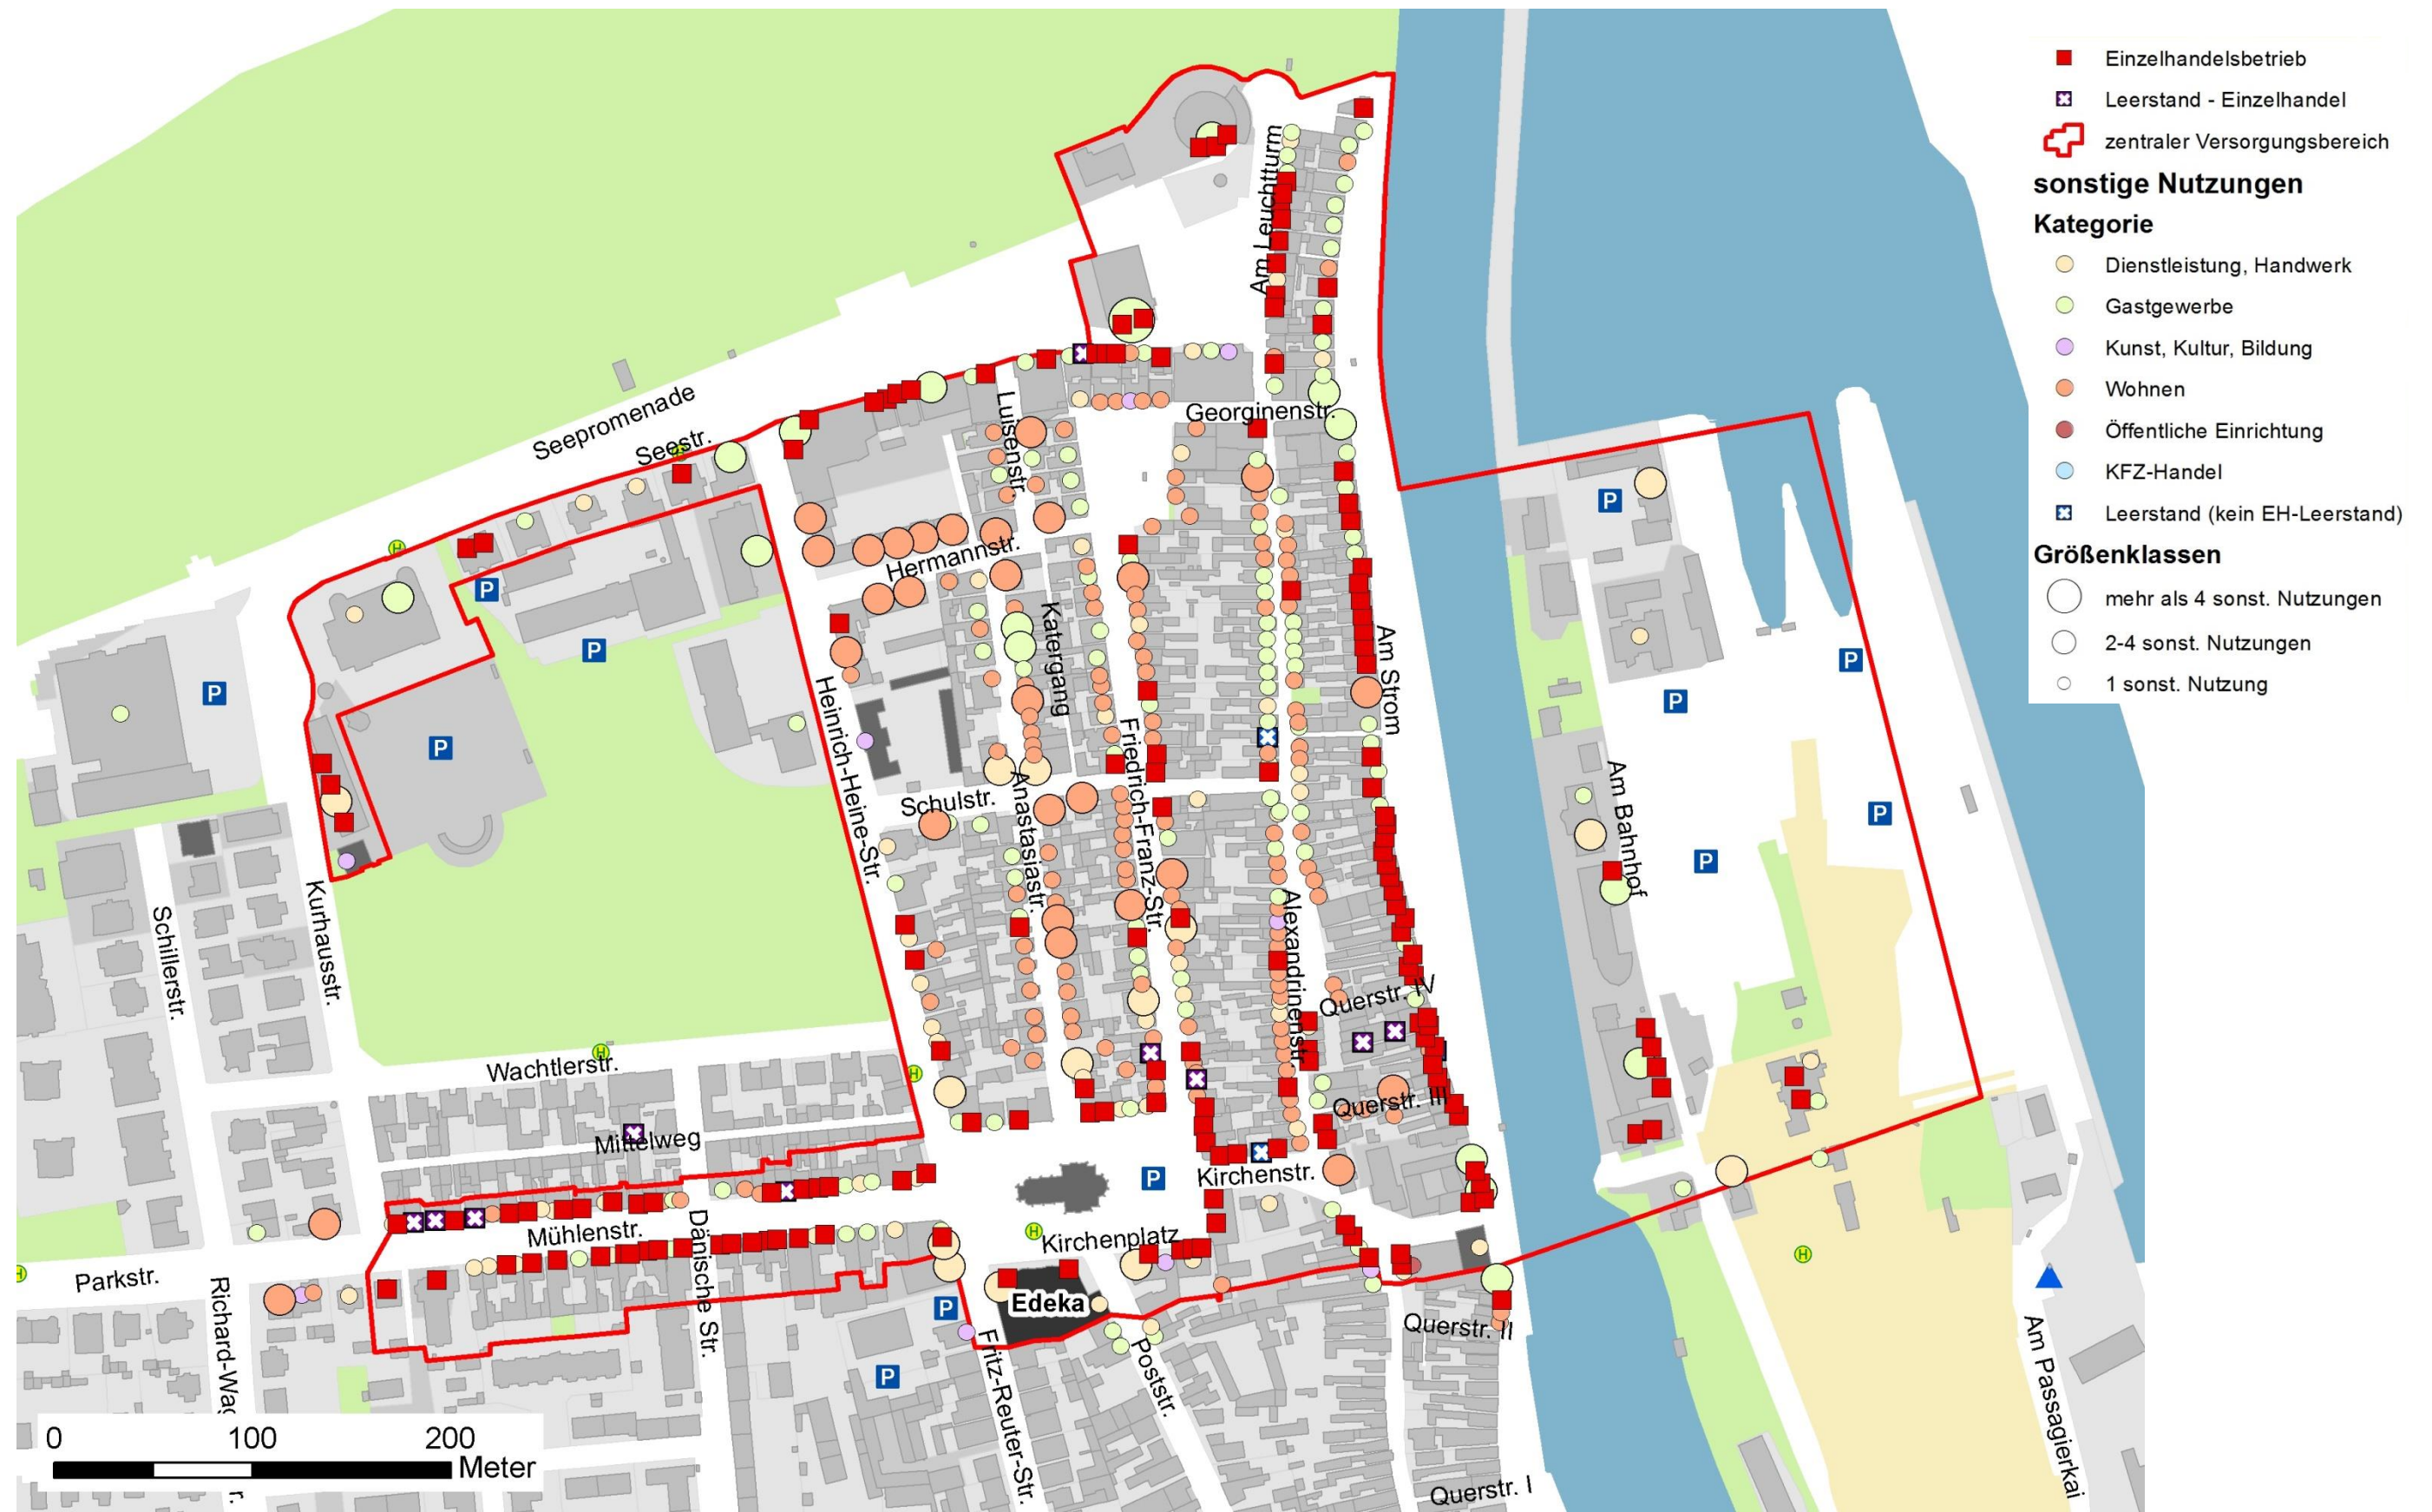 Einzelhandelsbetrieb
Leerstand - Einzelhandel
zentraler Versorgungsbereich
sonstige Nutzungen
Kategorie
Dienstleistung, Handwerk
Gastgewerbe
Kunst, Kultur, Bildung
Wohnen
Öffentliche Einrichtung
KFZ-Handel
Leerstand (kein EH-Leerstand)
Größenklassen
mehr als 4 sonst. Nutzungen
2-4 sonst. Nutzungen
1 sonst. Nutzung
Am Leuchtturm
Seepromenade
Seestr.
Luisenstr.
Georginenstr.
P
Hermannstr.
H
H
P
P
Katergang
Am Strom
P
P
P
P
Heinrich-Heine-Str.
Friedrich-Franz-Str.
Am Bahnhof
Schulstr.
Anastasiastr.
P
P
Kurhausstr.
Schillerstr.
Alexandrinenstr.
Querstr. IV
Wachtlerstr.
H
H
Querstr. III
Mittelweg
P
Kirchenstr.
Mühlenstr.
Dänische Str.
H
Kirchenplatz
H
H
Parkstr.
Edeka
P
Richard-Wag
r.
Querstr. II
Fritz-Reuter-Str.
Poststr.
P
Am Passagierkai
Querstr. I
0 100 200
Meter